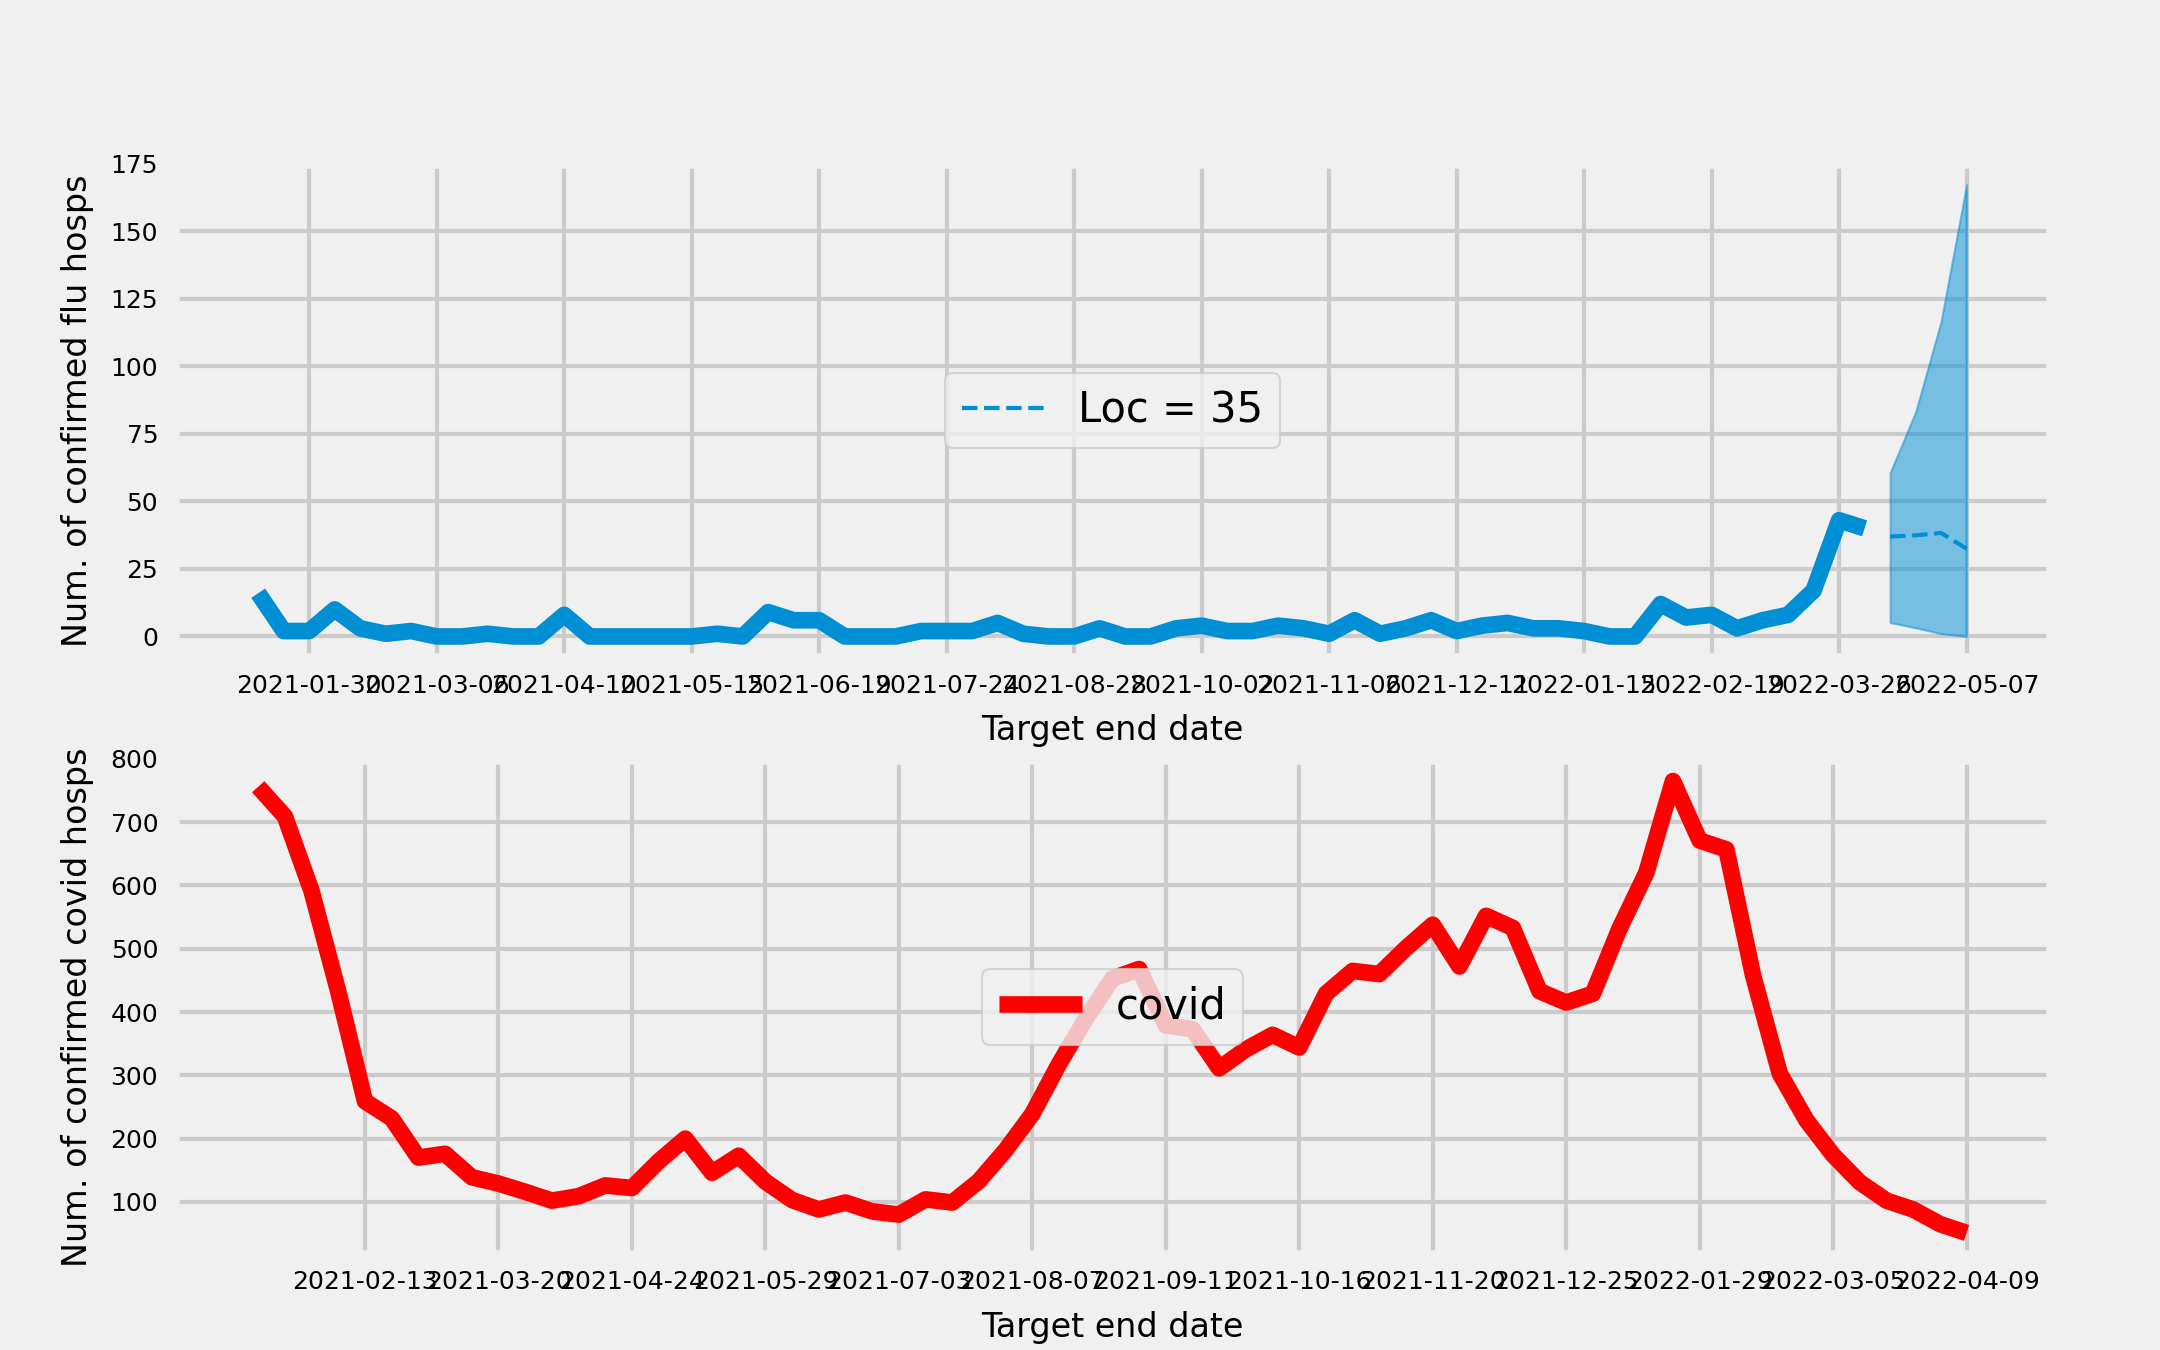 175
150
125
100
75
50
25
0
Num. of confirmed flu hosps
Loc = 35
2021-01-30 2021-03-06 2021-04-10 2021-05-15 2021-06-19 2021-07-24 2021-08-28 2021-10-02 2021-11-06 2021-12-11 2022-01-15 2022-02-19 2022-03-26 2022-05-07
Target end date
800
700
600
500
400
300
200
100
Num. of confirmed covid hosps
covid
2021-02-13 2021-03-20 2021-04-24 2021-05-29 2021-07-03 2021-08-07 2021-09-11 2021-10-16 2021-11-20 2021-12-25 2022-01-29 2022-03-05 2022-04-09
Target end date